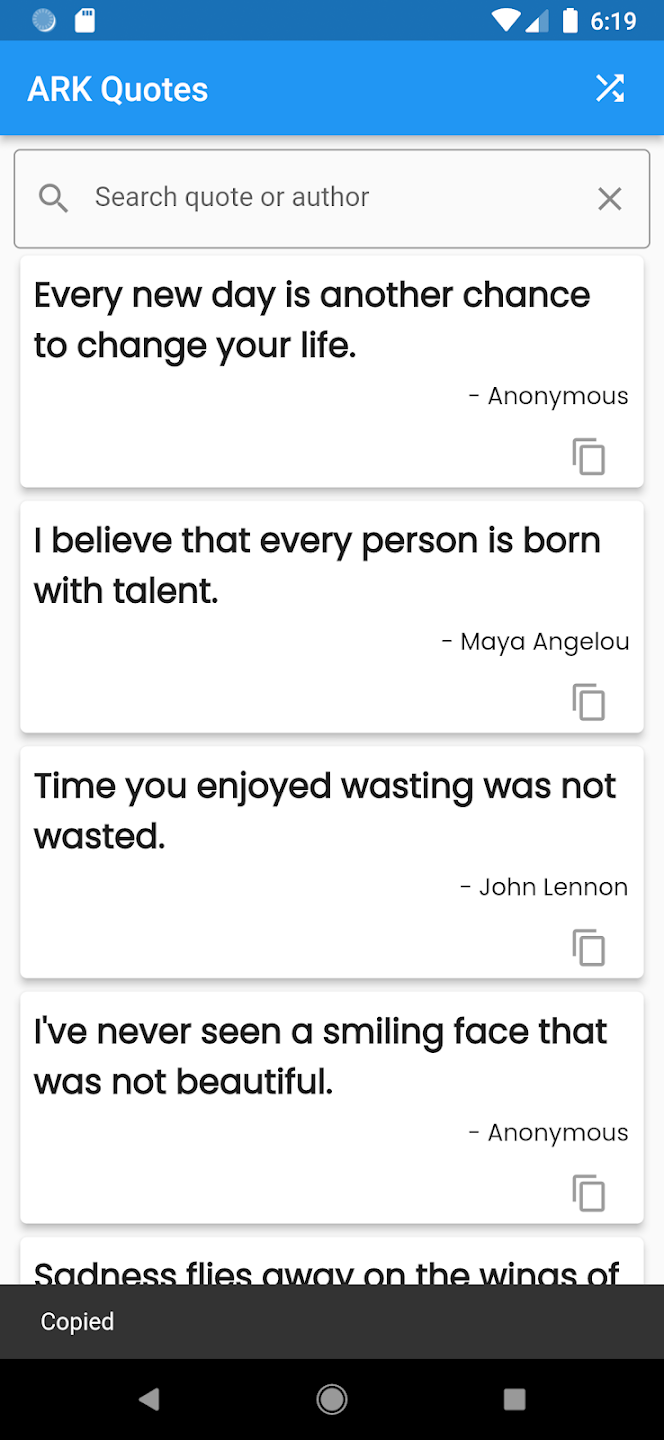 6:19
ARK Quotes
Search quote or author
Every new day is another chance
to change your life.
- Anonymous
I believe that every person is born
with talent.
- Maya Angelou
Time you enjoyed wasting was not
wasted.
- John Lennon
I've never seen a smiling face that
was not beautiful.
- Anonymous
Sadness flies away on the wings of
Copied